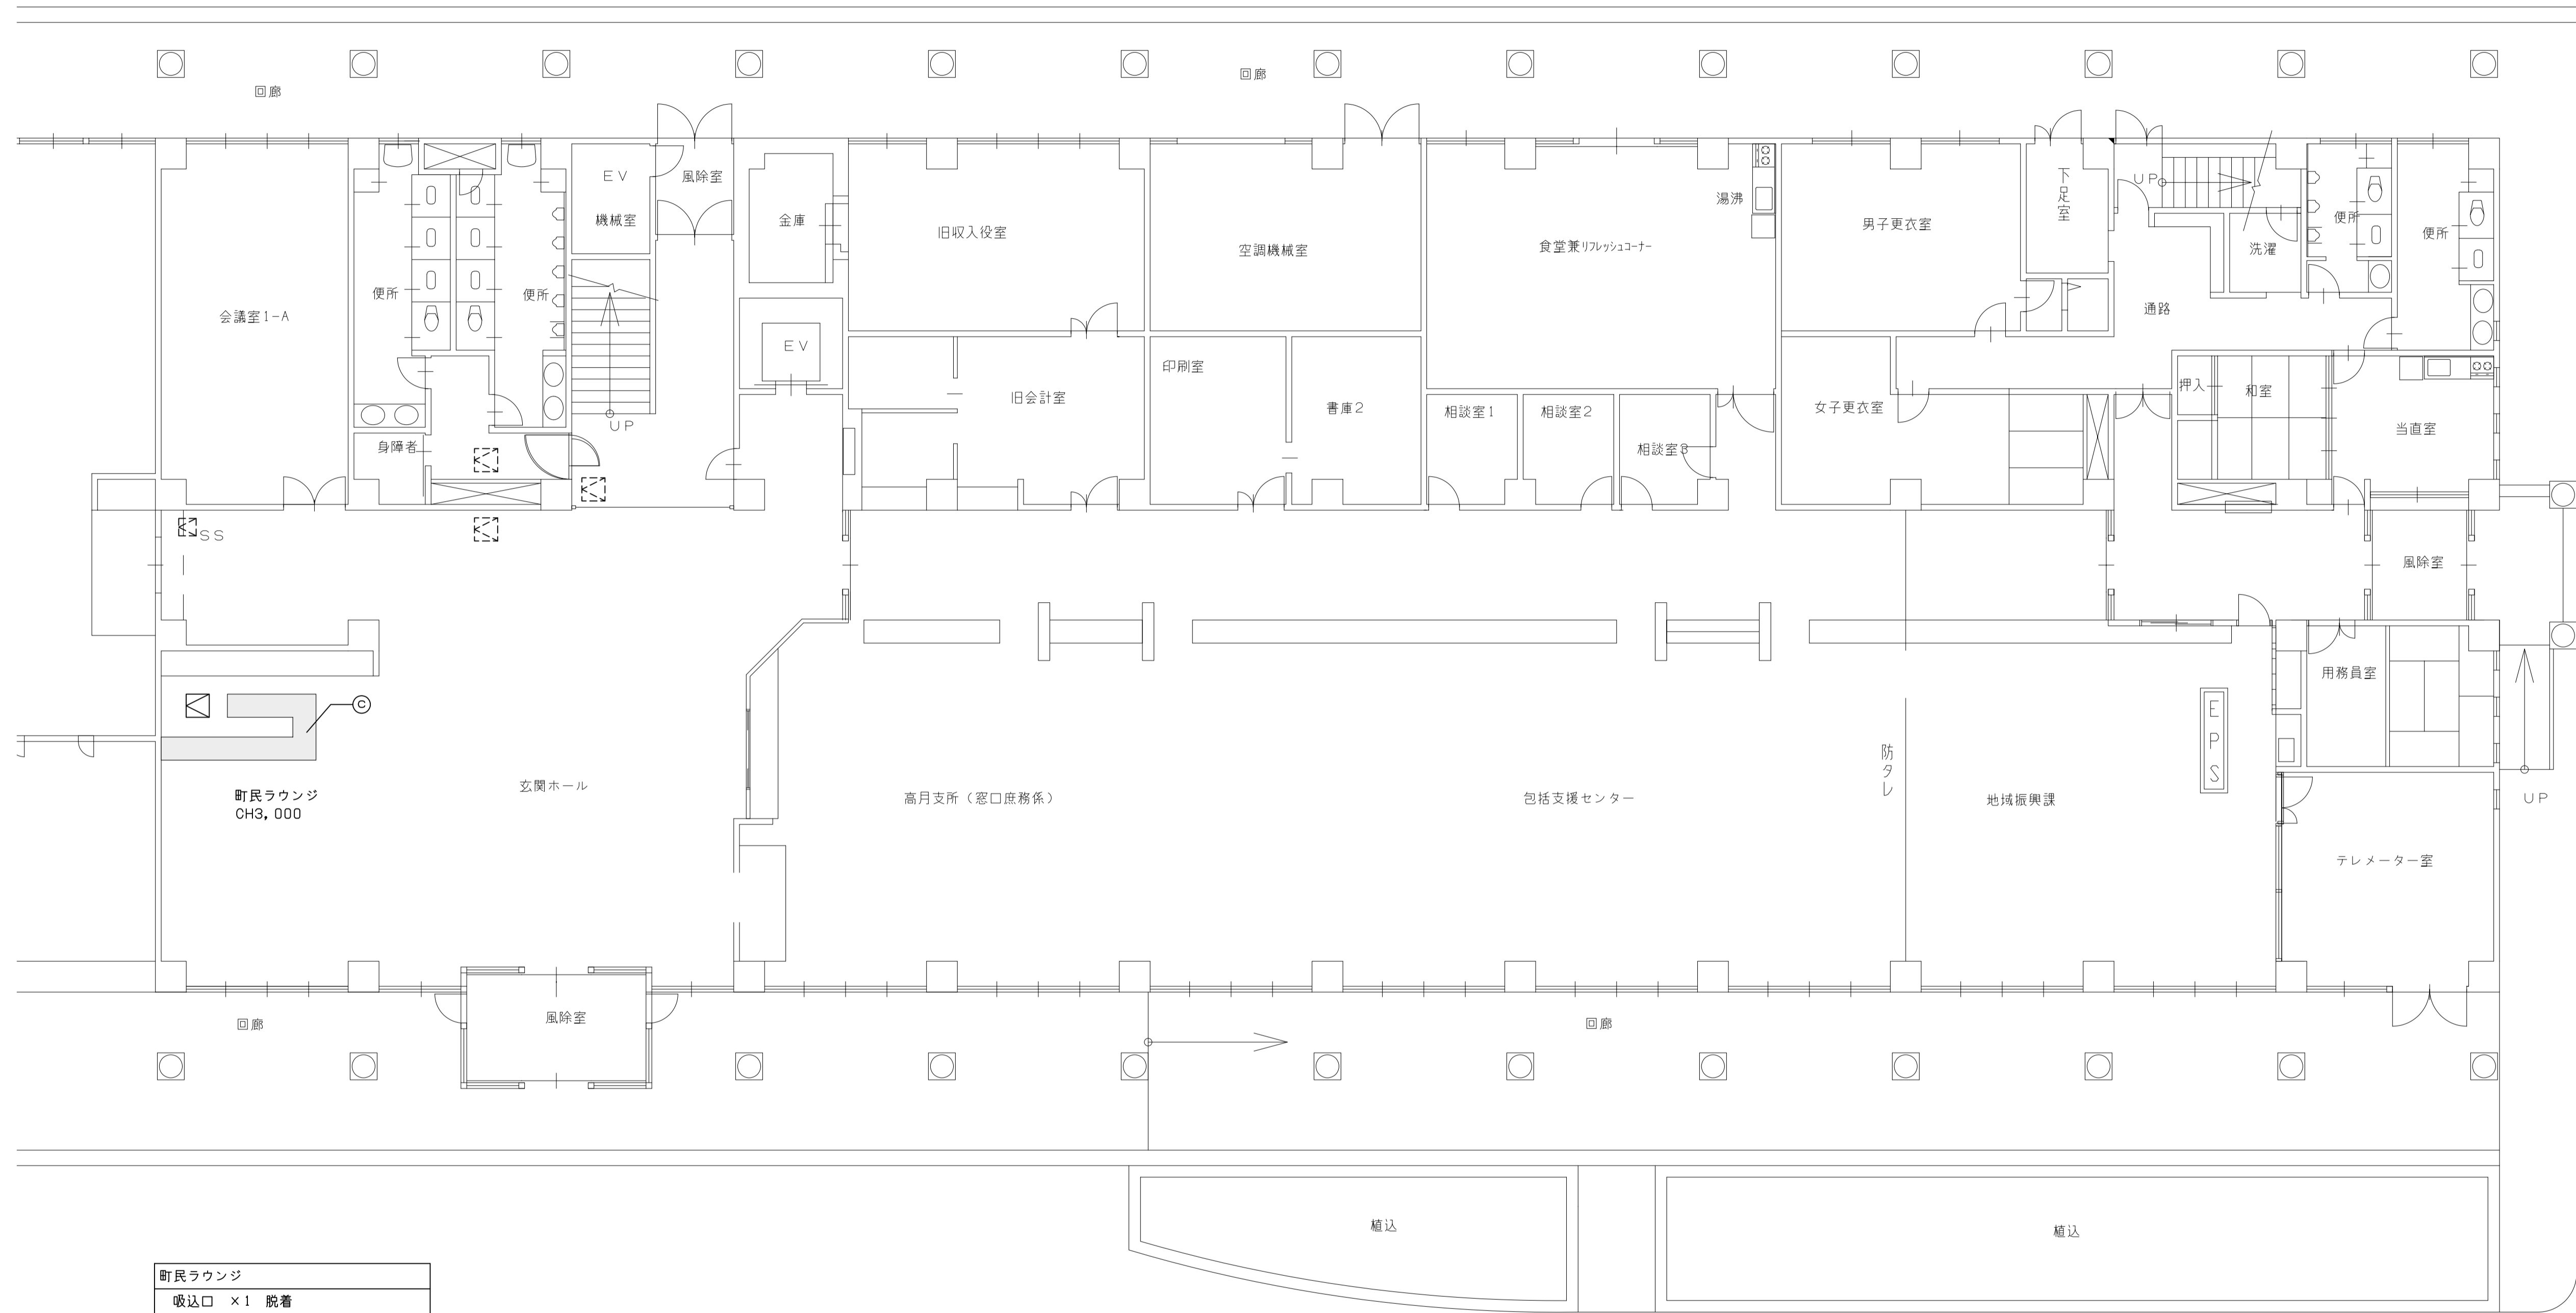 回廊
回廊
EV
機械室
風除室
金庫
旧収入役室
空調機械室
食堂兼リフレッシュコーナー
湯沸
男子更衣室
下足室
UP
洗濯
便所
便所
会議室1-A
便所
便所
EV
通路
印刷室
旧会計室
書庫2
相談室1
相談室2
相談室3
女子更衣室
押入
和室
当直室
UP
身障者
SS
風除室
用務員室
C
EPS
防タレ
町民ラウンジ
CH3,000
玄関ホール
高月支所(窓口庶務係)
包括支援センター
地域振興課
UP
テレメーター室
回廊
風除室
回廊
植込
植込
町民ラウンジ
吸込口 ×1 脱着